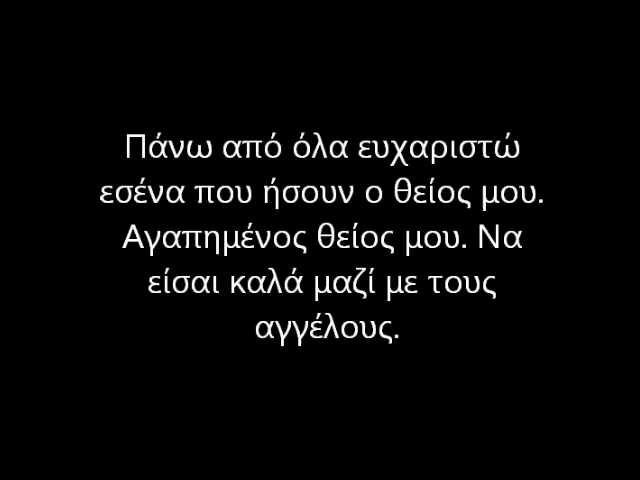 Πάνω από όλα ευχαριστώ
εσένα που ήσουν ο θείος μου.
Αγαπημένος θείος μου. Να
είσαι καλά μαζί με τους
αγγέλους.